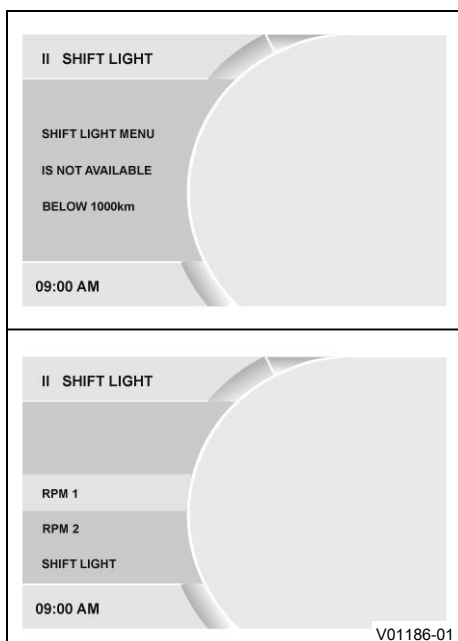 II SHIFT LIGHT
SHIFT LIGHT MENU
IS NOT AVAILABLE
BELOW 1000km
09:00 AM
II SHIFT LIGHT
RPM 1
RPM 2
SHIFT LIGHT
09:00 AM
V01186-01